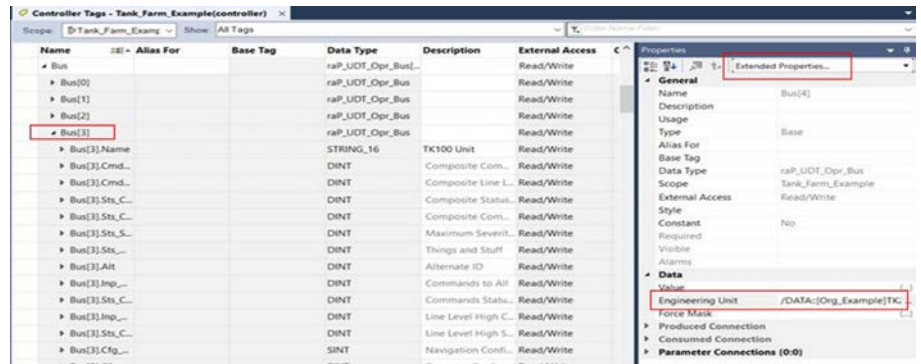 Controller Tags - Tank_Farm_Example(controller) ×
Scope: Tank_Farm_Examp Show: All Tags Enter Name Filter...
Name Alias For Base Tag Data Type Description External Access C
Bus raP_UDT_Opr_Bus[... Read/Write
Bus[0] raP_UDT_Opr_Bus Read/Write
Bus[1] raP_UDT_Opr_Bus Read/Write
Bus[2] raP_UDT_Opr_Bus Read/Write
Bus[3] raP_UDT_Opr_Bus Read/Write
Bus[3].Name STRING_16 TK100 Unit Read/Write
Bus[3].Cmd... DINT Composite Com... Read/Write
Bus[3].Cmd... DINT Composite Line L... Read/Write
Bus[3].Sts_C... DINT Composite Status... Read/Write
Bus[3].Sts_C... DINT Composite Com... Read/Write
Bus[3].Sts_S... DINT Maximum Severit... Read/Write
Bus[3].Sts_... DINT Things and Stuff Read/Write
Bus[3].Alt DINT Alternate ID Read/Write
Bus[3].Inp_... DINT Commands to All Read/Write
Bus[3].Sts_C... DINT Commands Statu... Read/Write
Bus[3].Inp_... DINT Line Level High C... Read/Write
Bus[3].Sts_C... DINT Line Level High S... Read/Write
Bus[3].Cfg_... SINT Navigation Confi... Read/Write
Properties
Extended Properties...
General
Name Bus[4]
Description
Usage
Type Base
Alias For
Base Tag
Data Type raP_UDT_Opr_Bus
Scope Tank_Farm_Example
External Access Read/Write
Style
Constant No
Required
Visible
Alarms
Data
Value {...}
Engineering Unit /DATA::[Org_Example]TK...
Force Mask {...}
Produced Connection
Consumed Connection
Parameter Connections {0:0}